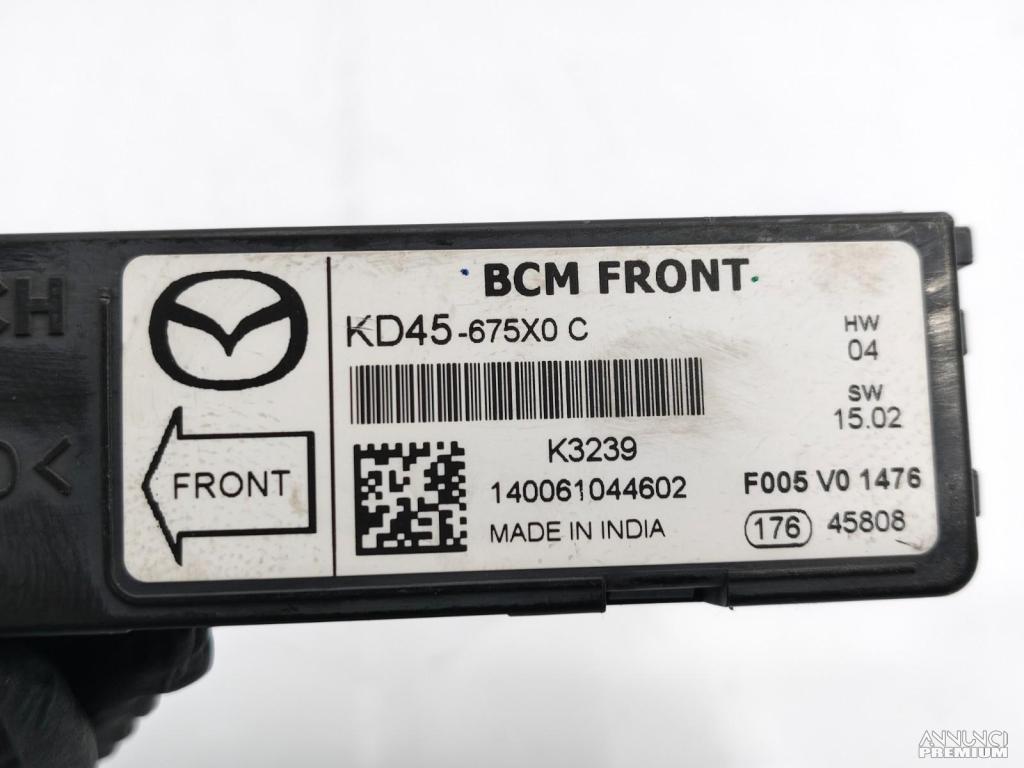 BCM FRONT
KD45-675X0 C
HW
04
SW
15.02
K3239
140061044602
MADE IN INDIA
F005 V0 1476
176 45808
FRONT
CH
ANNUNCI
PREMIUM